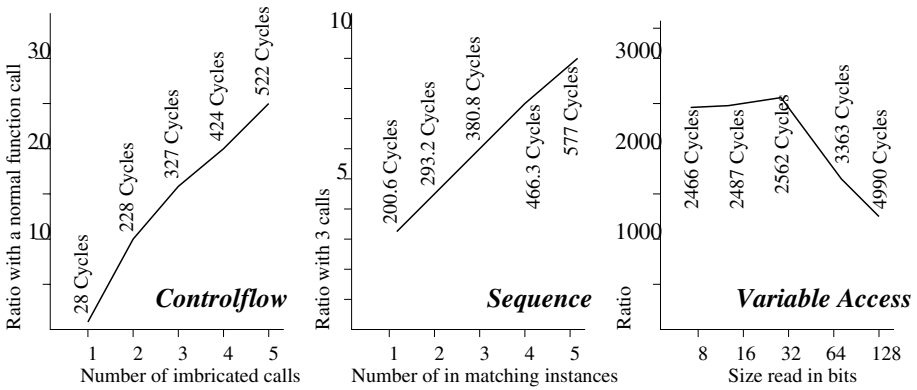 Ratio with a normal function call
30
20
10
28 Cycles
228 Cycles
327 Cycles
424 Cycles
522 Cycles
Controlflow
1 2 3 4 5
Number of imbricated calls
Ratio with 3 calls
10
5
200.6 Cycles
293.2 Cycles
380.8 Cycles
466.3 Cycles
577 Cycles
Sequence
1 2 3 4 5
Number of in matching instances
Ratio
3000
2000
1000
2466 Cycles
2487 Cycles
2562 Cycles
3363 Cycles
4990 Cycles
Variable Access
8 16 32 64 128
Size read in bits